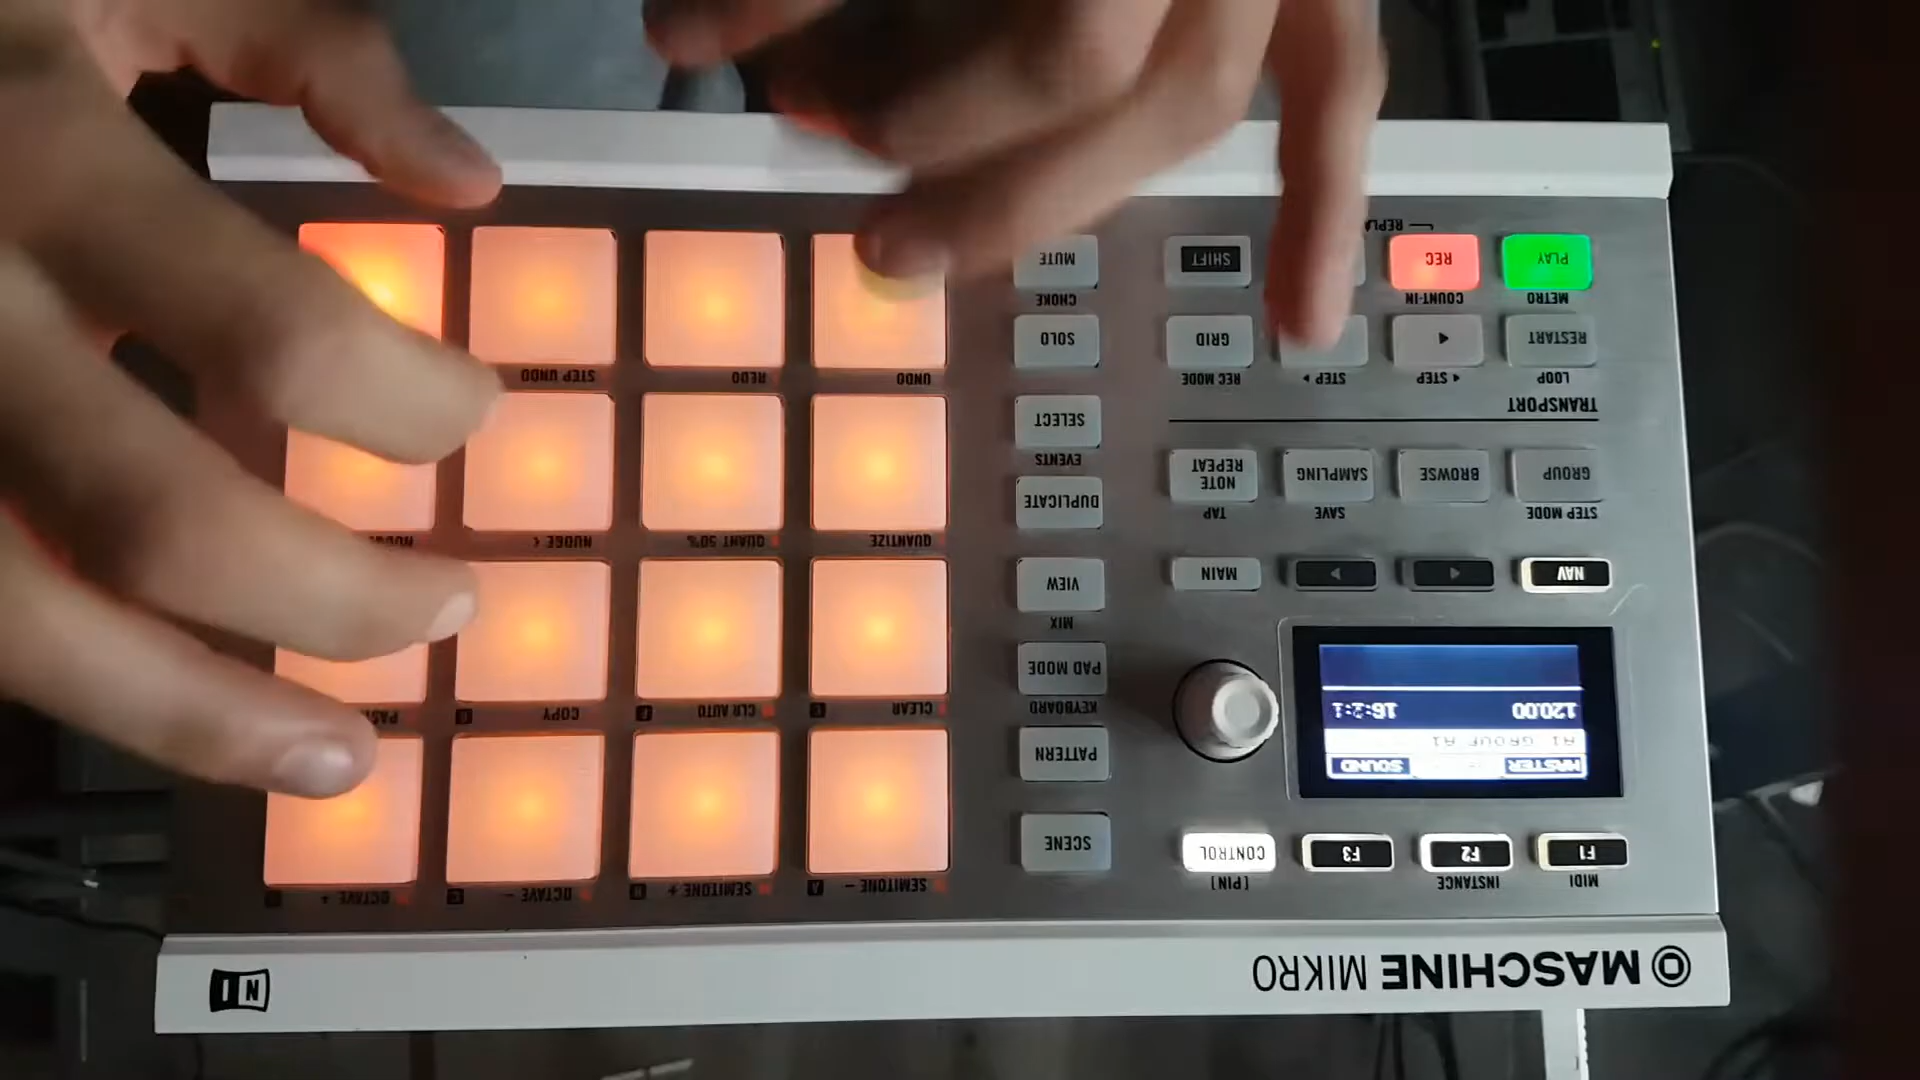 MASCHINE MIKRO
MIDI
INSTANCE
[PIN]
F1
F2
F3
CONTROL
SCENE
SEMITONE −
SEMITONE +
OCTAVE −
OCTAVE +
MASTER
SOUND
A1 GROUP A1
120.00
16:2:1
PATTERN
KEYBOARD
PAD MODE
MIX
VIEW
CLEAR
CLR AUTO
COPY
NAV
MAIN
STEP MODE
SAVE
TAP
GROUP
BROWSE
SAMPLING
NOTE
REPEAT
DUPLICATE
EVENTS
SELECT
QUANTIZE
QUANT 50%
NUDGE <
TRANSPORT
LOOP
STEP
STEP
REC MODE
RESTART
GRID
SOLO
UNDO
REDO
STEP UNDO
METRO
COUNT-IN
CHOKE
PLAY
REC
SHIFT
MUTE
NI